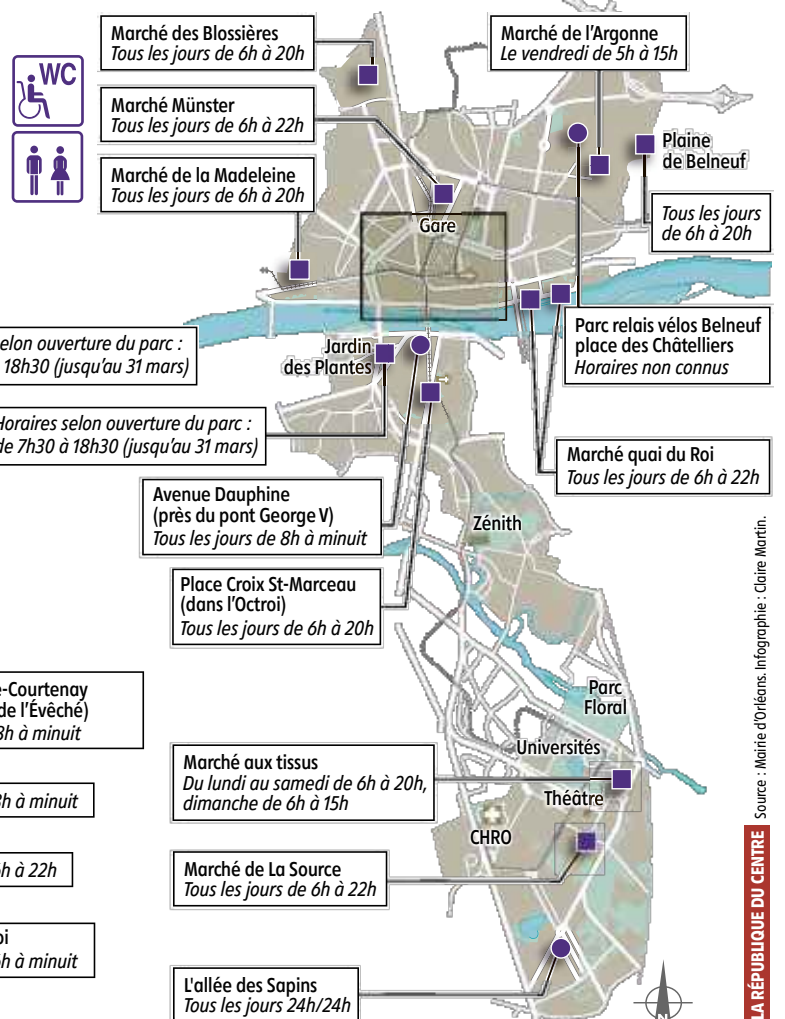 Marché des Blossières
Tous les jours de 6h à 20h
Marché de l'Argonne
Le vendredi de 5h à 15h
WC
Marché Münster
Tous les jours de 6h à 22h
Plaine
de Belneuf
Marché de la Madeleine
Tous les jours de 6h à 20h
Tous les jours
de 6h à 20h
Gare
elon ouverture du parc :
18h30 (jusqu'au 31 mars)
Jardin
des Plantes
Parc relais vélos Belneuf
place des Châtelliers
Horaires non connus
Horaires selon ouverture du parc :
de 7h30 à 18h30 (jusqu'au 31 mars)
Marché quai du Roi
Tous les jours de 6h à 22h
Avenue Dauphine
(près du pont George V)
Tous les jours de 8h à minuit
Zénith
Place Croix St-Marceau
(dans l'Octroi)
Tous les jours de 6h à 20h
e-Courtenay
de l'Évêché)
8h à minuit
Parc
Floral
Universités
Marché aux tissus
Du lundi au samedi de 6h à 20h,
dimanche de 6h à 15h
Théâtre
h à minuit
CHRO
Marché de La Source
Tous les jours de 6h à 22h
h à 22h
oi
h à minuit
L'allée des Sapins
Tous les jours 24h/24h
N
LA RÉPUBLIQUE DU CENTRE
Source : Mairie d'Orléans. Infographie : Claire Martin.